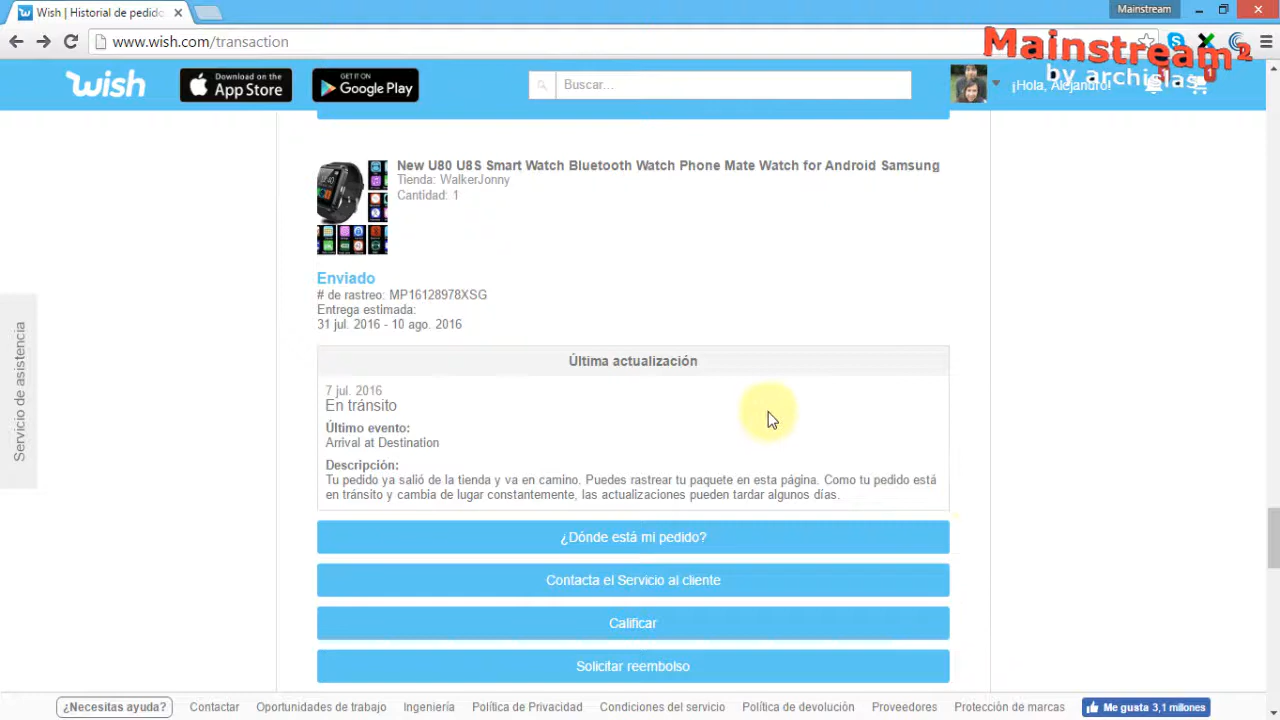 Wish | Historial de pedido
Mainstream
www.wish.com/transaction
Mainstream²
by archislas
wish
Download on the
App Store
GET IT ON
Google Play
Buscar...
¡Hola, Alejandro!
1
New U80 U8S Smart Watch Bluetooth Watch Phone Mate Watch for Android Samsung
Tienda: WalkerJonny
Cantidad: 1
Enviado
# de rastreo: MP16128978XSG
Entrega estimada:
31 jul. 2016 - 10 ago. 2016
Servicio de asistencia
Última actualización
7 jul. 2016
En tránsito
Último evento:
Arrival at Destination
Descripción:
Tu pedido ya salió de la tienda y va en camino. Puedes rastrear tu paquete en esta página. Como tu pedido está
en tránsito y cambia de lugar constantemente, las actualizaciones pueden tardar algunos días.
¿Dónde está mi pedido?
Contacta el Servicio al cliente
Calificar
Solicitar reembolso
¿Necesitas ayuda? Contactar Oportunidades de trabajo Ingeniería Política de Privacidad Condiciones del servicio Política de devolución Proveedores Protección de marcas Me gusta 3,1 millones